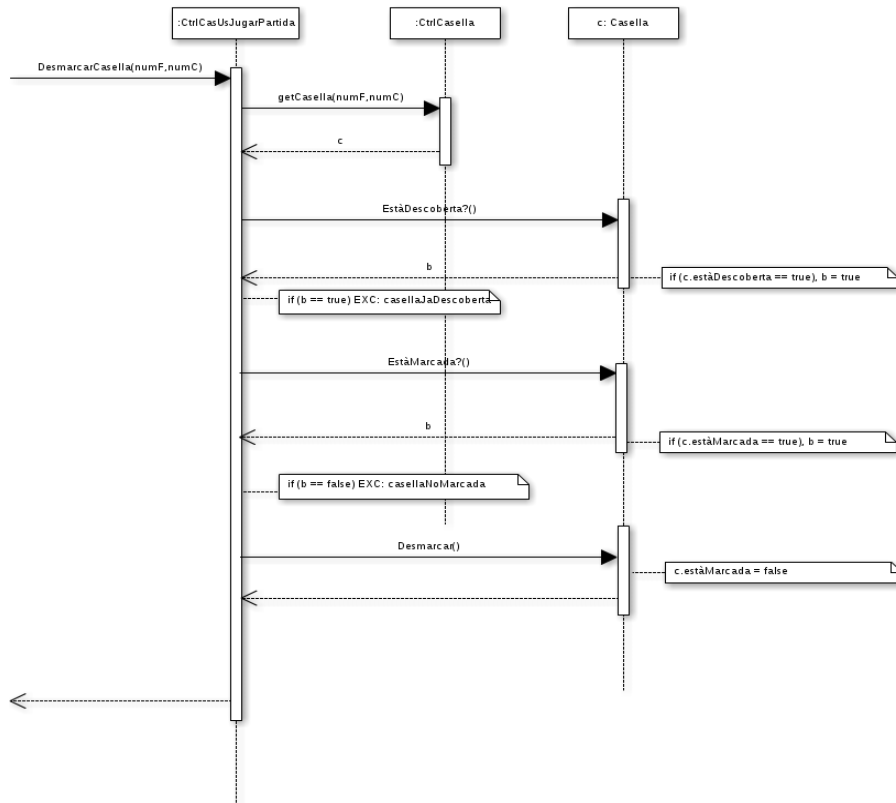 :CtrlCasUsJugarPartida
:CtrlCasella
c: Casella
DesmarcarCasella(numF,numC)
getCasella(numF,numC)
c
EstàDescoberta?()
b
if (c.estàDescoberta == true), b = true
if (b == true) EXC: casellaJaDescoberta
EstàMarcada?()
b
if (c.estàMarcada == true), b = true
if (b == false) EXC: casellaNoMarcada
Desmarcar()
c.estàMarcada = false